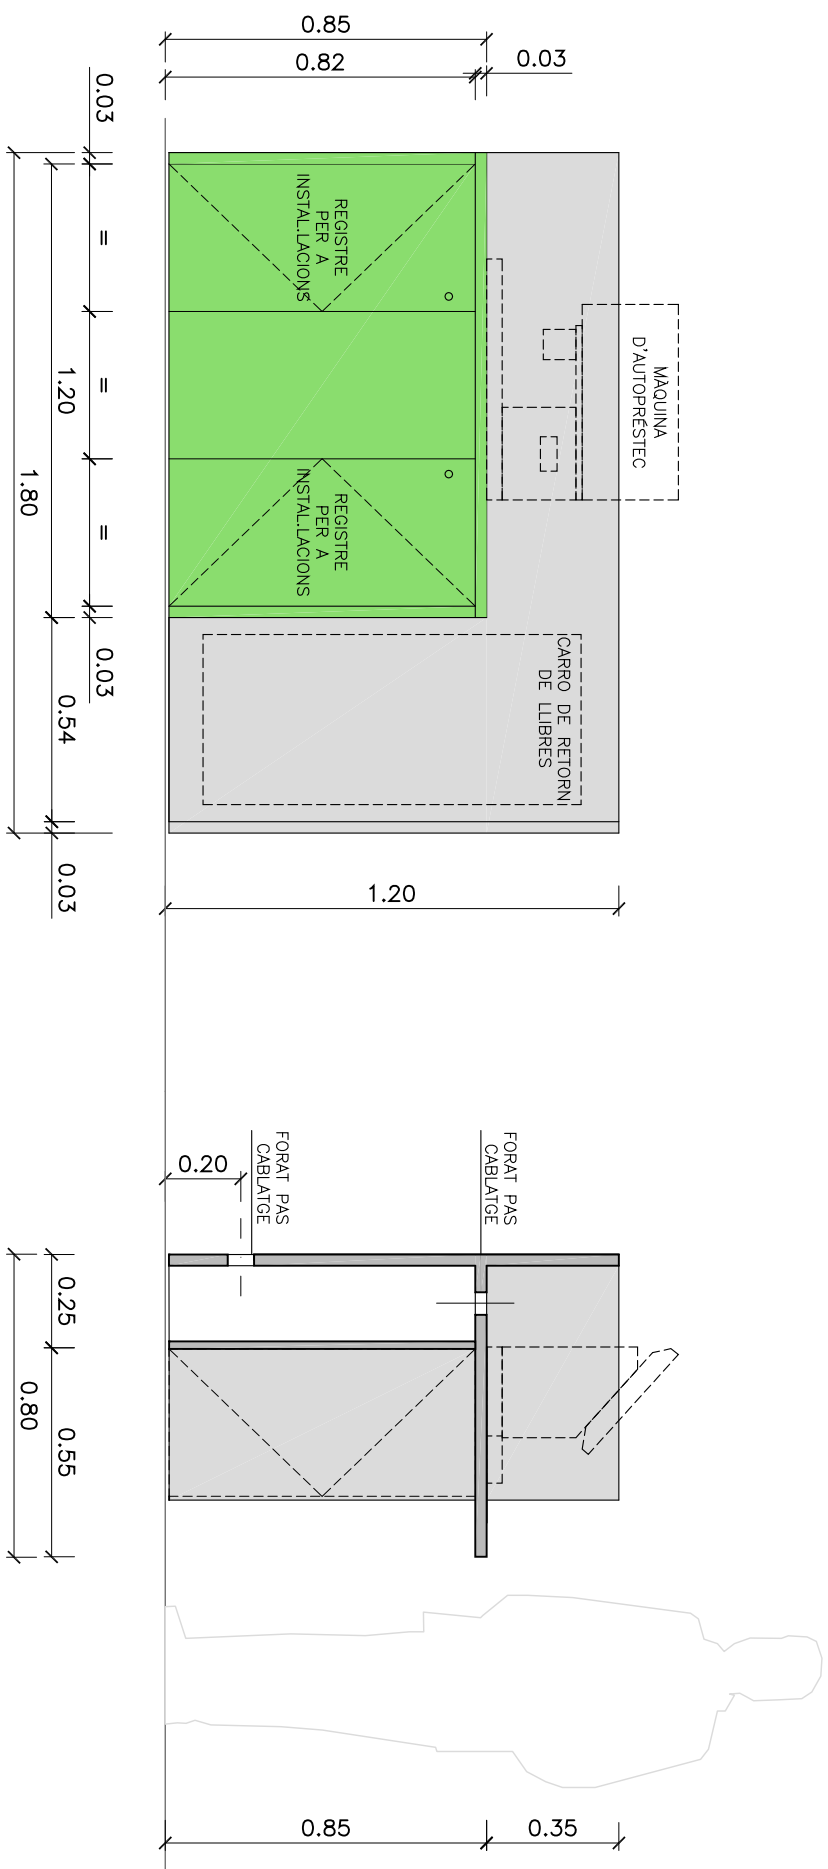 0.85
0.82
0.03
0.03
=
=
=
1.20
0.03
1.80
0.54
0.03
REGISTRE
PER A
INSTAL.LACIONS
REGISTRE
PER A
INSTAL.LACIONS
MÀQUINA
D'AUTOPRÉSTEC
CARRO DE RETORN
DE LLIBRES
1.20
0.20
FORAT PAS
CABLATGE
FORAT PAS
CABLATGE
0.25
0.55
0.80
0.85
0.35